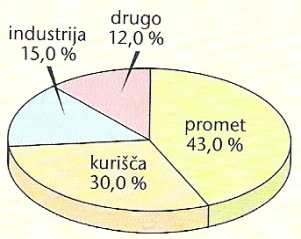 drugo
12,0 %
industrija
15,0 %
promet
43,0 %
kurišča
30,0 %